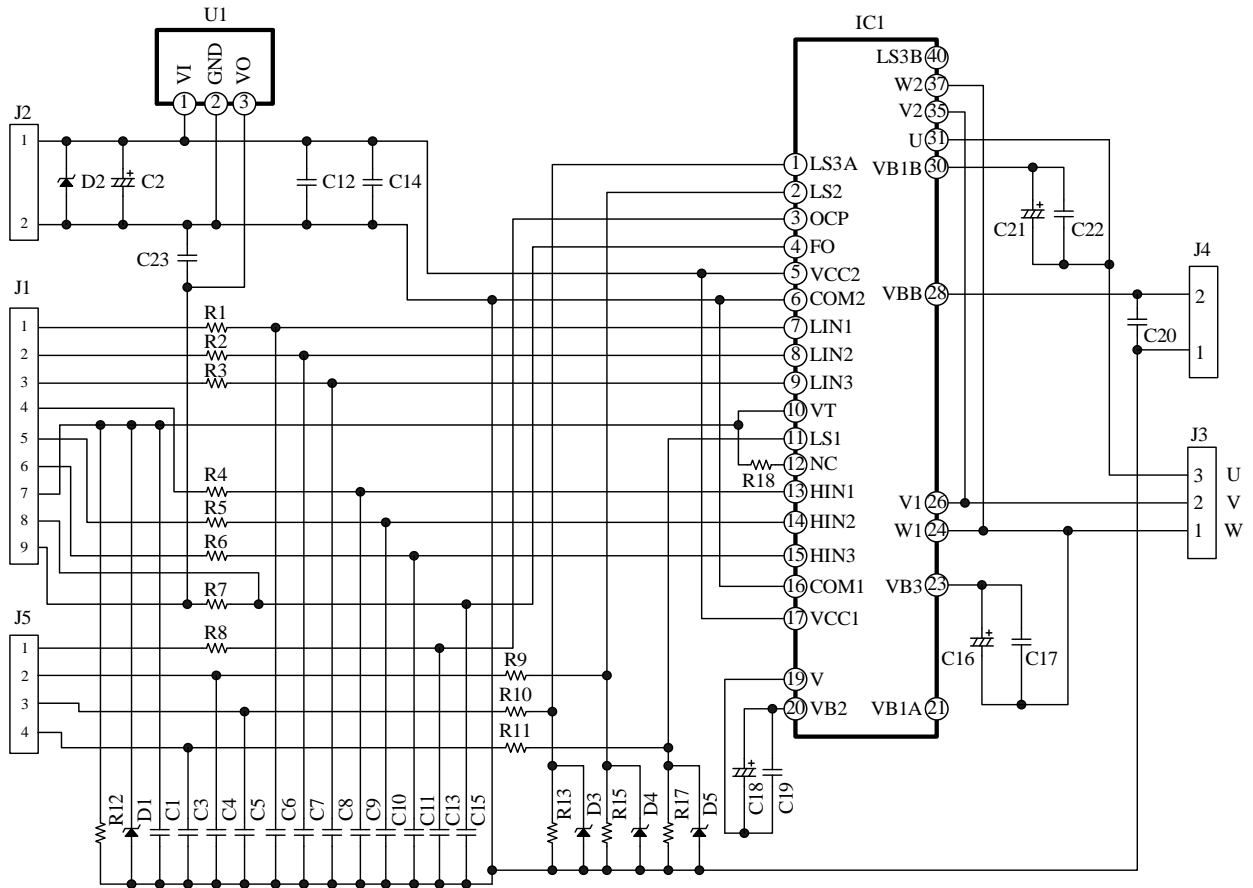 U1
IC1
VI
GND
VO
1
2
3
J2
1
2
D2
+
C2
C12
C14
C23
J1
1
2
3
4
5
6
7
8
9
R1
R2
R3
R4
R5
R6
R7
R8
J5
1
2
3
4
R9
R10
R11
R12
D1
C1
C3
C4
C5
C6
C7
C8
C9
C10
C11
C13
C15
R13
D3
R15
D4
R17
D5
R18
1 LS3A
2 LS2
3 OCP
4 FO
5 VCC2
6 COM2
7 LIN1
8 LIN2
9 LIN3
10 VT
11 LS1
12 NC
13 HIN1
14 HIN2
15 HIN3
16 COM1
17 VCC1
19 V
20 VB2
+
C18
C19
LS3B 40
W2 37
V2 35
U 31
VB1B 30
VBB 28
V1 26
W1 24
VB3 23
VB1A 21
+
C21
C22
C20
J4
2
1
J3
3 U
2 V
1 W
+
C16
C17